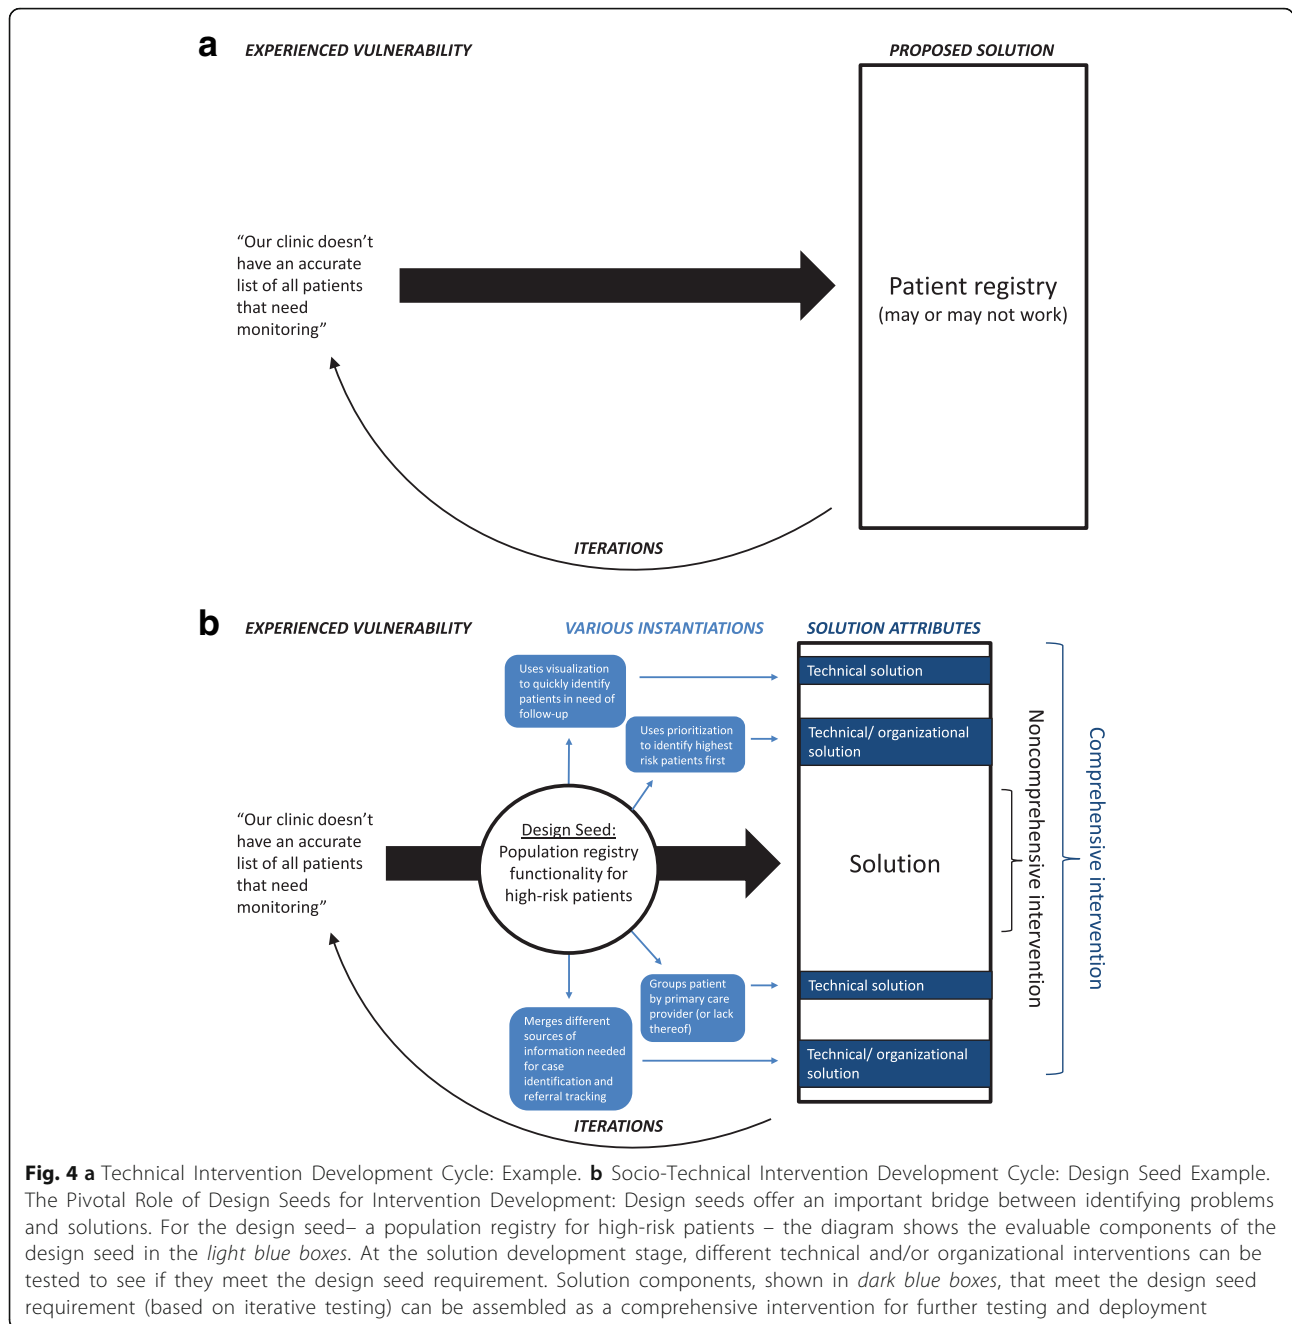 a
EXPERIENCED VULNERABILITY
PROPOSED SOLUTION
“Our clinic doesn’t
have an accurate
list of all patients
that need
monitoring”
Patient registry
(may or may not work)
ITERATIONS
b
EXPERIENCED VULNERABILITY
VARIOUS INSTANTIATIONS
SOLUTION ATTRIBUTES
Uses visualization
to quickly identify
patients in need of
follow-up
Technical solution
Uses prioritization
to identify highest
risk patients first
Technical/ organizational
solution
“Our clinic doesn’t
have an accurate
list of all patients
that need
monitoring”
Design Seed:
Population registry
functionality for
high-risk patients
Solution
Noncomprehensive intervention
Comprehensive intervention
Groups patient
by primary care
provider (or lack
thereof)
Technical solution
Merges different
sources of
information needed
for case
identification and
referral tracking
Technical/ organizational
solution
ITERATIONS
Fig. 4 a Technical Intervention Development Cycle: Example. b Socio-Technical Intervention Development Cycle: Design Seed Example.
The Pivotal Role of Design Seeds for Intervention Development: Design seeds offer an important bridge between identifying problems
and solutions. For the design seed– a population registry for high-risk patients – the diagram shows the evaluable components of the
design seed in the light blue boxes. At the solution development stage, different technical and/or organizational interventions can be
tested to see if they meet the design seed requirement. Solution components, shown in dark blue boxes, that meet the design seed
requirement (based on iterative testing) can be assembled as a comprehensive intervention for further testing and deployment